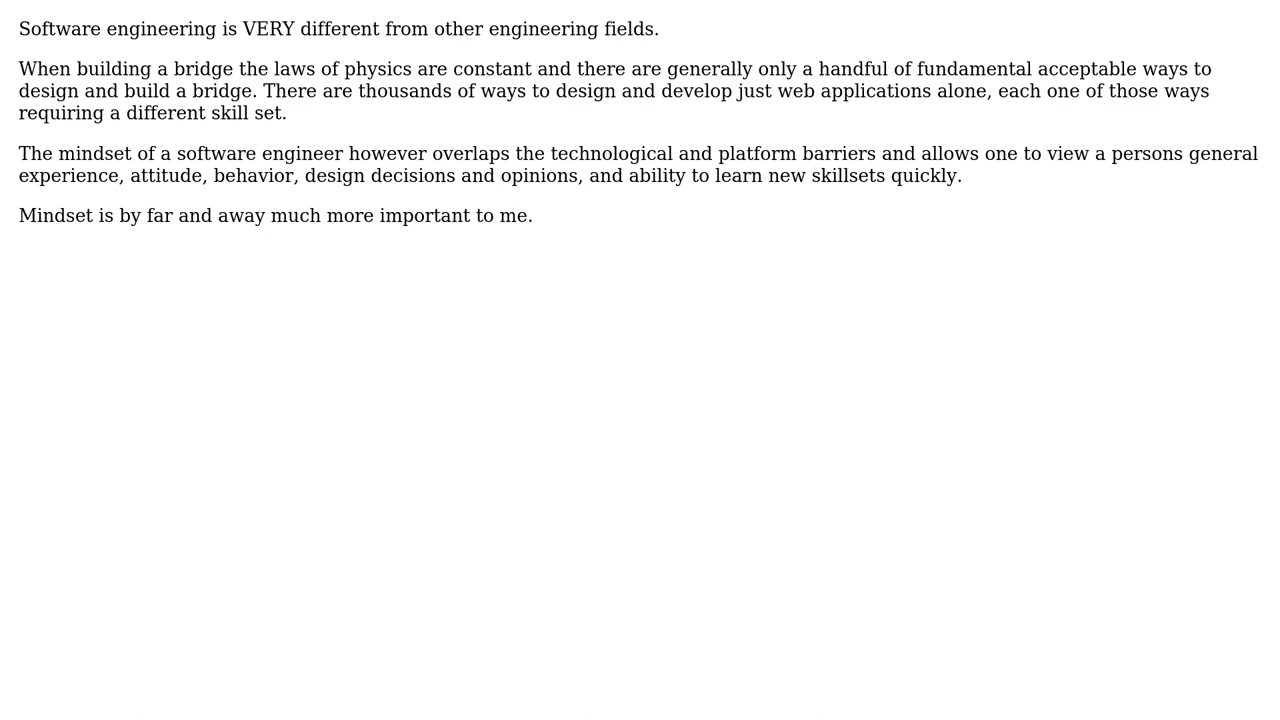 Software engineering is VERY different from other engineering fields.
When building a bridge the laws of physics are constant and there are generally only a handful of fundamental acceptable ways to
design and build a bridge. There are thousands of ways to design and develop just web applications alone, each one of those ways
requiring a different skill set.
The mindset of a software engineer however overlaps the technological and platform barriers and allows one to view a persons general
experience, attitude, behavior, design decisions and opinions, and ability to learn new skillsets quickly.
Mindset is by far and away much more important to me.